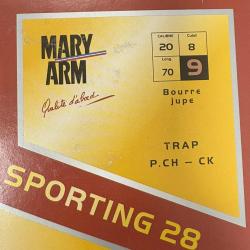 MARY
ARM
Qualité d'abord
CALIBRE Culot
20 8
Long.
70 9
Bourre
jupe
TRAP
P.CH – CK
SPORTING 28